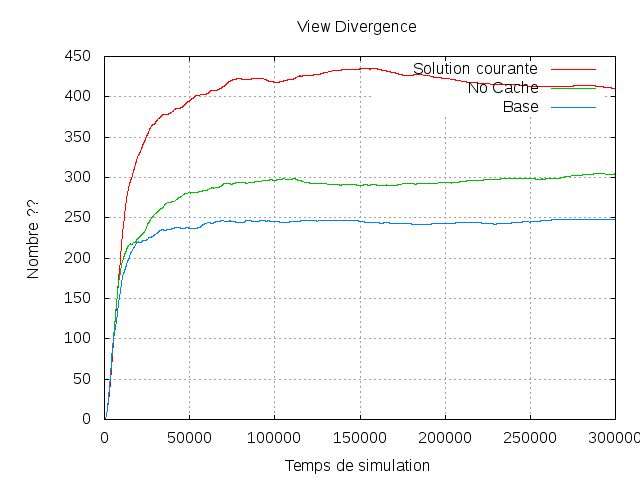 View Divergence
450
400
350
300
250
200
150
100
50
0
0 50000 100000 150000 200000 250000 300000
Nombre ??
Temps de simulation
Solution courante
No Cache
Base